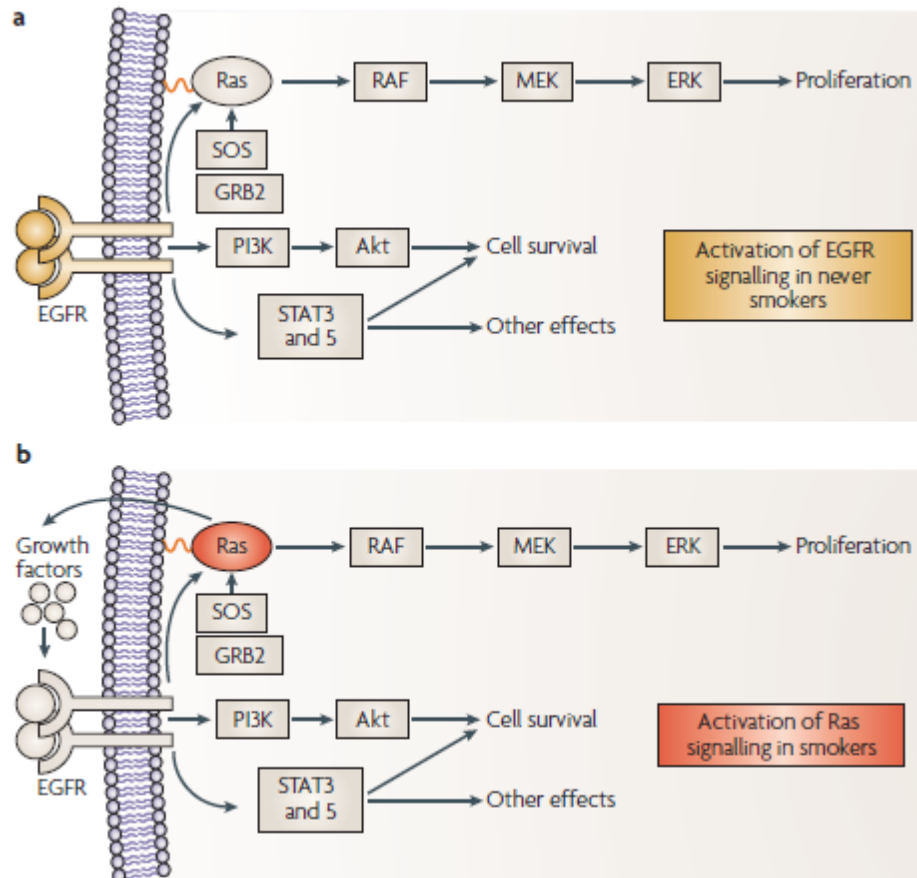 a
Ras
RAF
MEK
ERK
Proliferation
SOS
GRB2
PI3K
Akt
Cell survival
EGFR
STAT3
and 5
Other effects
Activation of EGFR
signalling in never
smokers
b
Growth
factors
Ras
RAF
MEK
ERK
Proliferation
SOS
GRB2
PI3K
Akt
Cell survival
EGFR
STAT3
and 5
Other effects
Activation of Ras
signalling in smokers